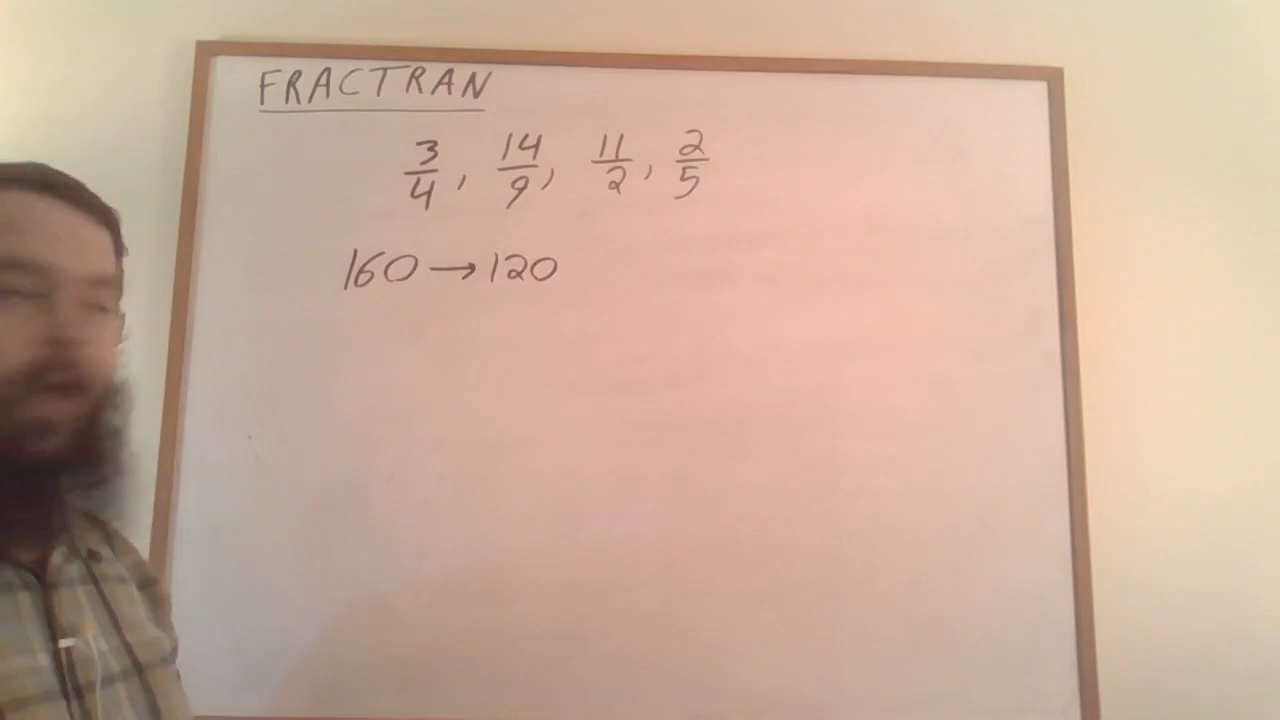 FRACTRAN
3/4, 14/9, 11/2, 2/5
160 → 120